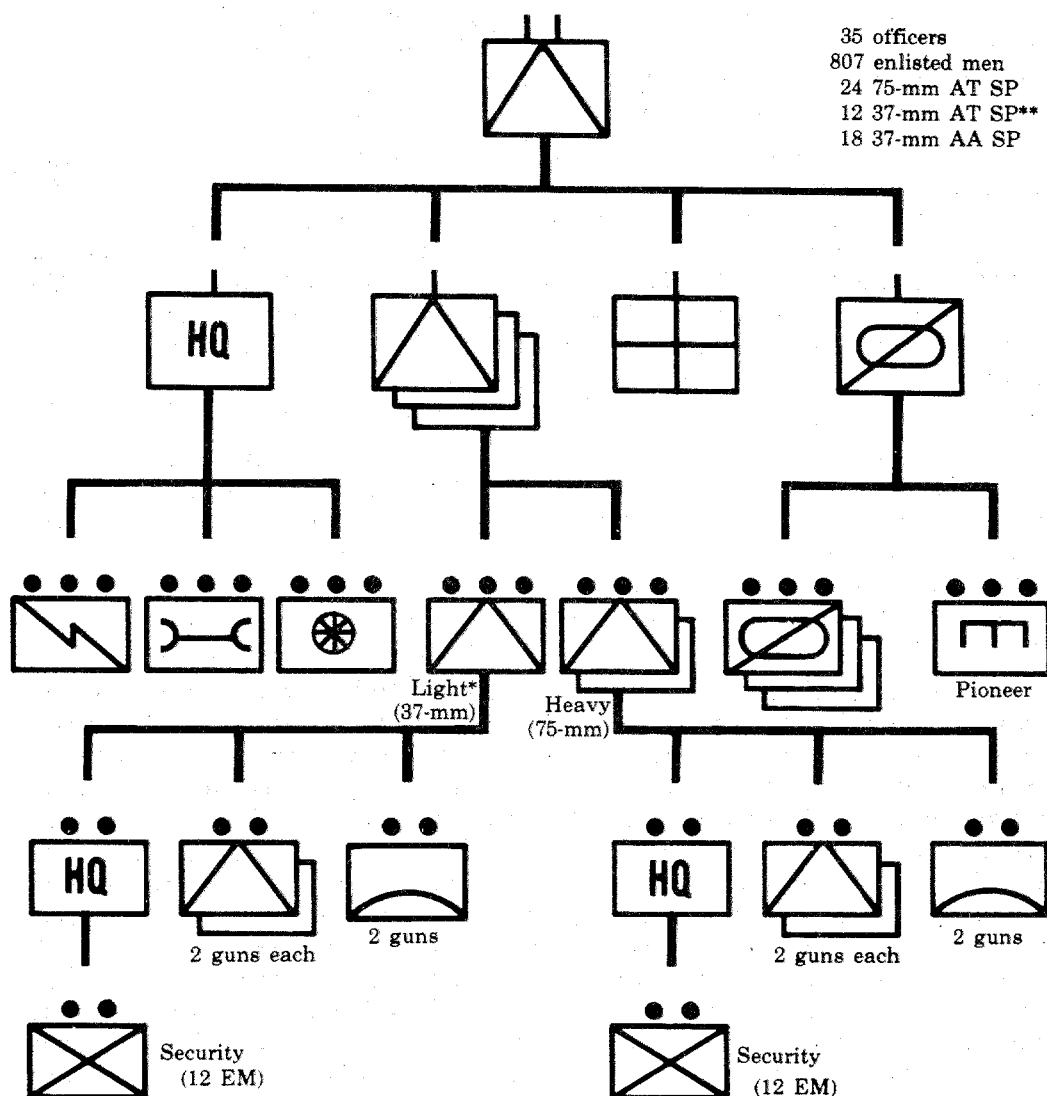 35 officers
807 enlisted men
24 75-mm AT SP
12 37-mm AT SP**
18 37-mm AA SP
HQ
Light*
(37-mm)
Heavy
(75-mm)
Pioneer
HQ
2 guns each
2 guns
HQ
2 guns each
2 guns
Security
(12 EM)
Security
(12 EM)